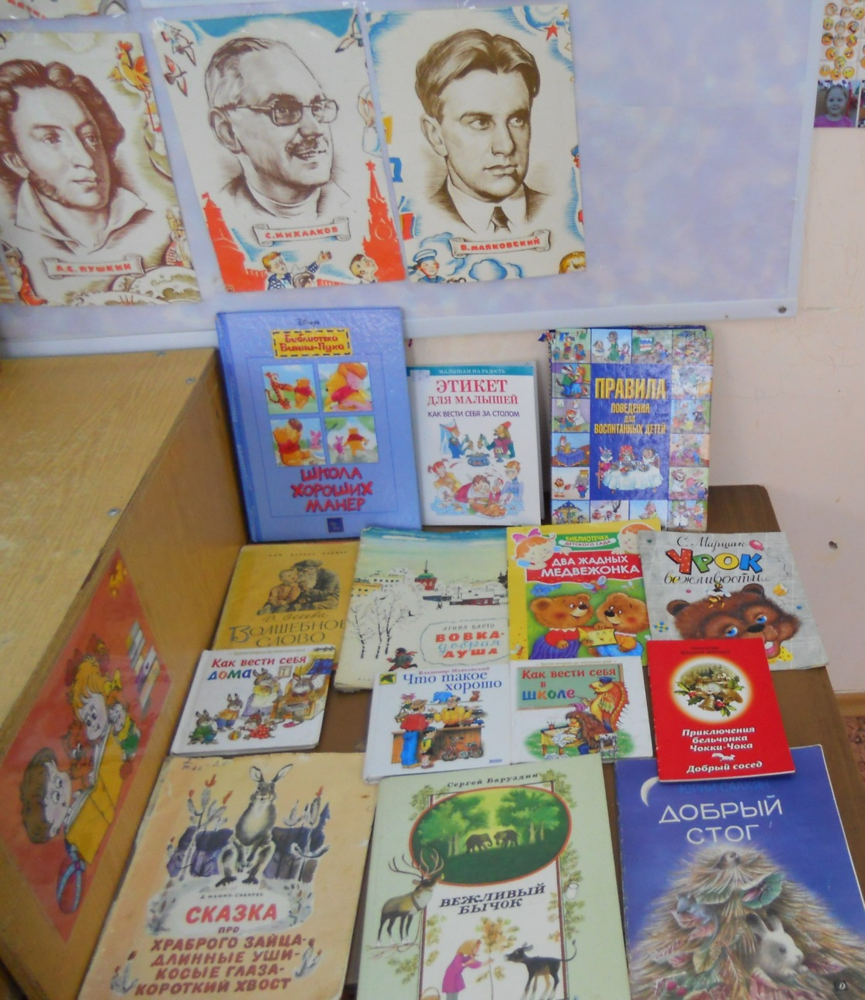 А.С. ПУШКИН
С. МИХАЛКОВ
В. МАЯКОВСКИЙ
Disney
Библиотека
Винни-Пуха
ШКОЛА
ХОРОШИХ
МАНЕР
МАЛЫШАМ НА РАДОСТЬ
ЭТИКЕТ
ДЛЯ МАЛЫШЕЙ
КАК ВЕСТИ СЕБЯ ЗА СТОЛОМ
ПРАВИЛА
ПОВЕДЕНИЯ
ДЛЯ
ВОСПИТАННЫХ ДЕТЕЙ
В. Осеева
ВОЛШЕБНОЕ
СЛОВО
АГНИЯ БАРТО
ВОВКА-
добрая
ДУША
БИБЛИОТЕЧКА
ДЕТСКОГО САДА
ДВА ЖАДНЫХ
МЕДВЕЖОНКА
С. Маршак
УРОК
вежливости
Как вести себя
дома
Владимир Маяковский
Что такое
хорошо
Как вести себя
в
школе
Приключения
бельчонка
Чокки-Чока
Добрый сосед
Д. МАМИН-СИБИРЯК
СКАЗКА
ПРО
ХРАБРОГО ЗАЙЦА-
ДЛИННЫЕ УШИ-
КОСЫЕ ГЛАЗА-
КОРОТКИЙ ХВОСТ
Сергей Баруздин
ВЕЖЛИВЫЙ
БЫЧОК
ДОБРЫЙ
СТОГ